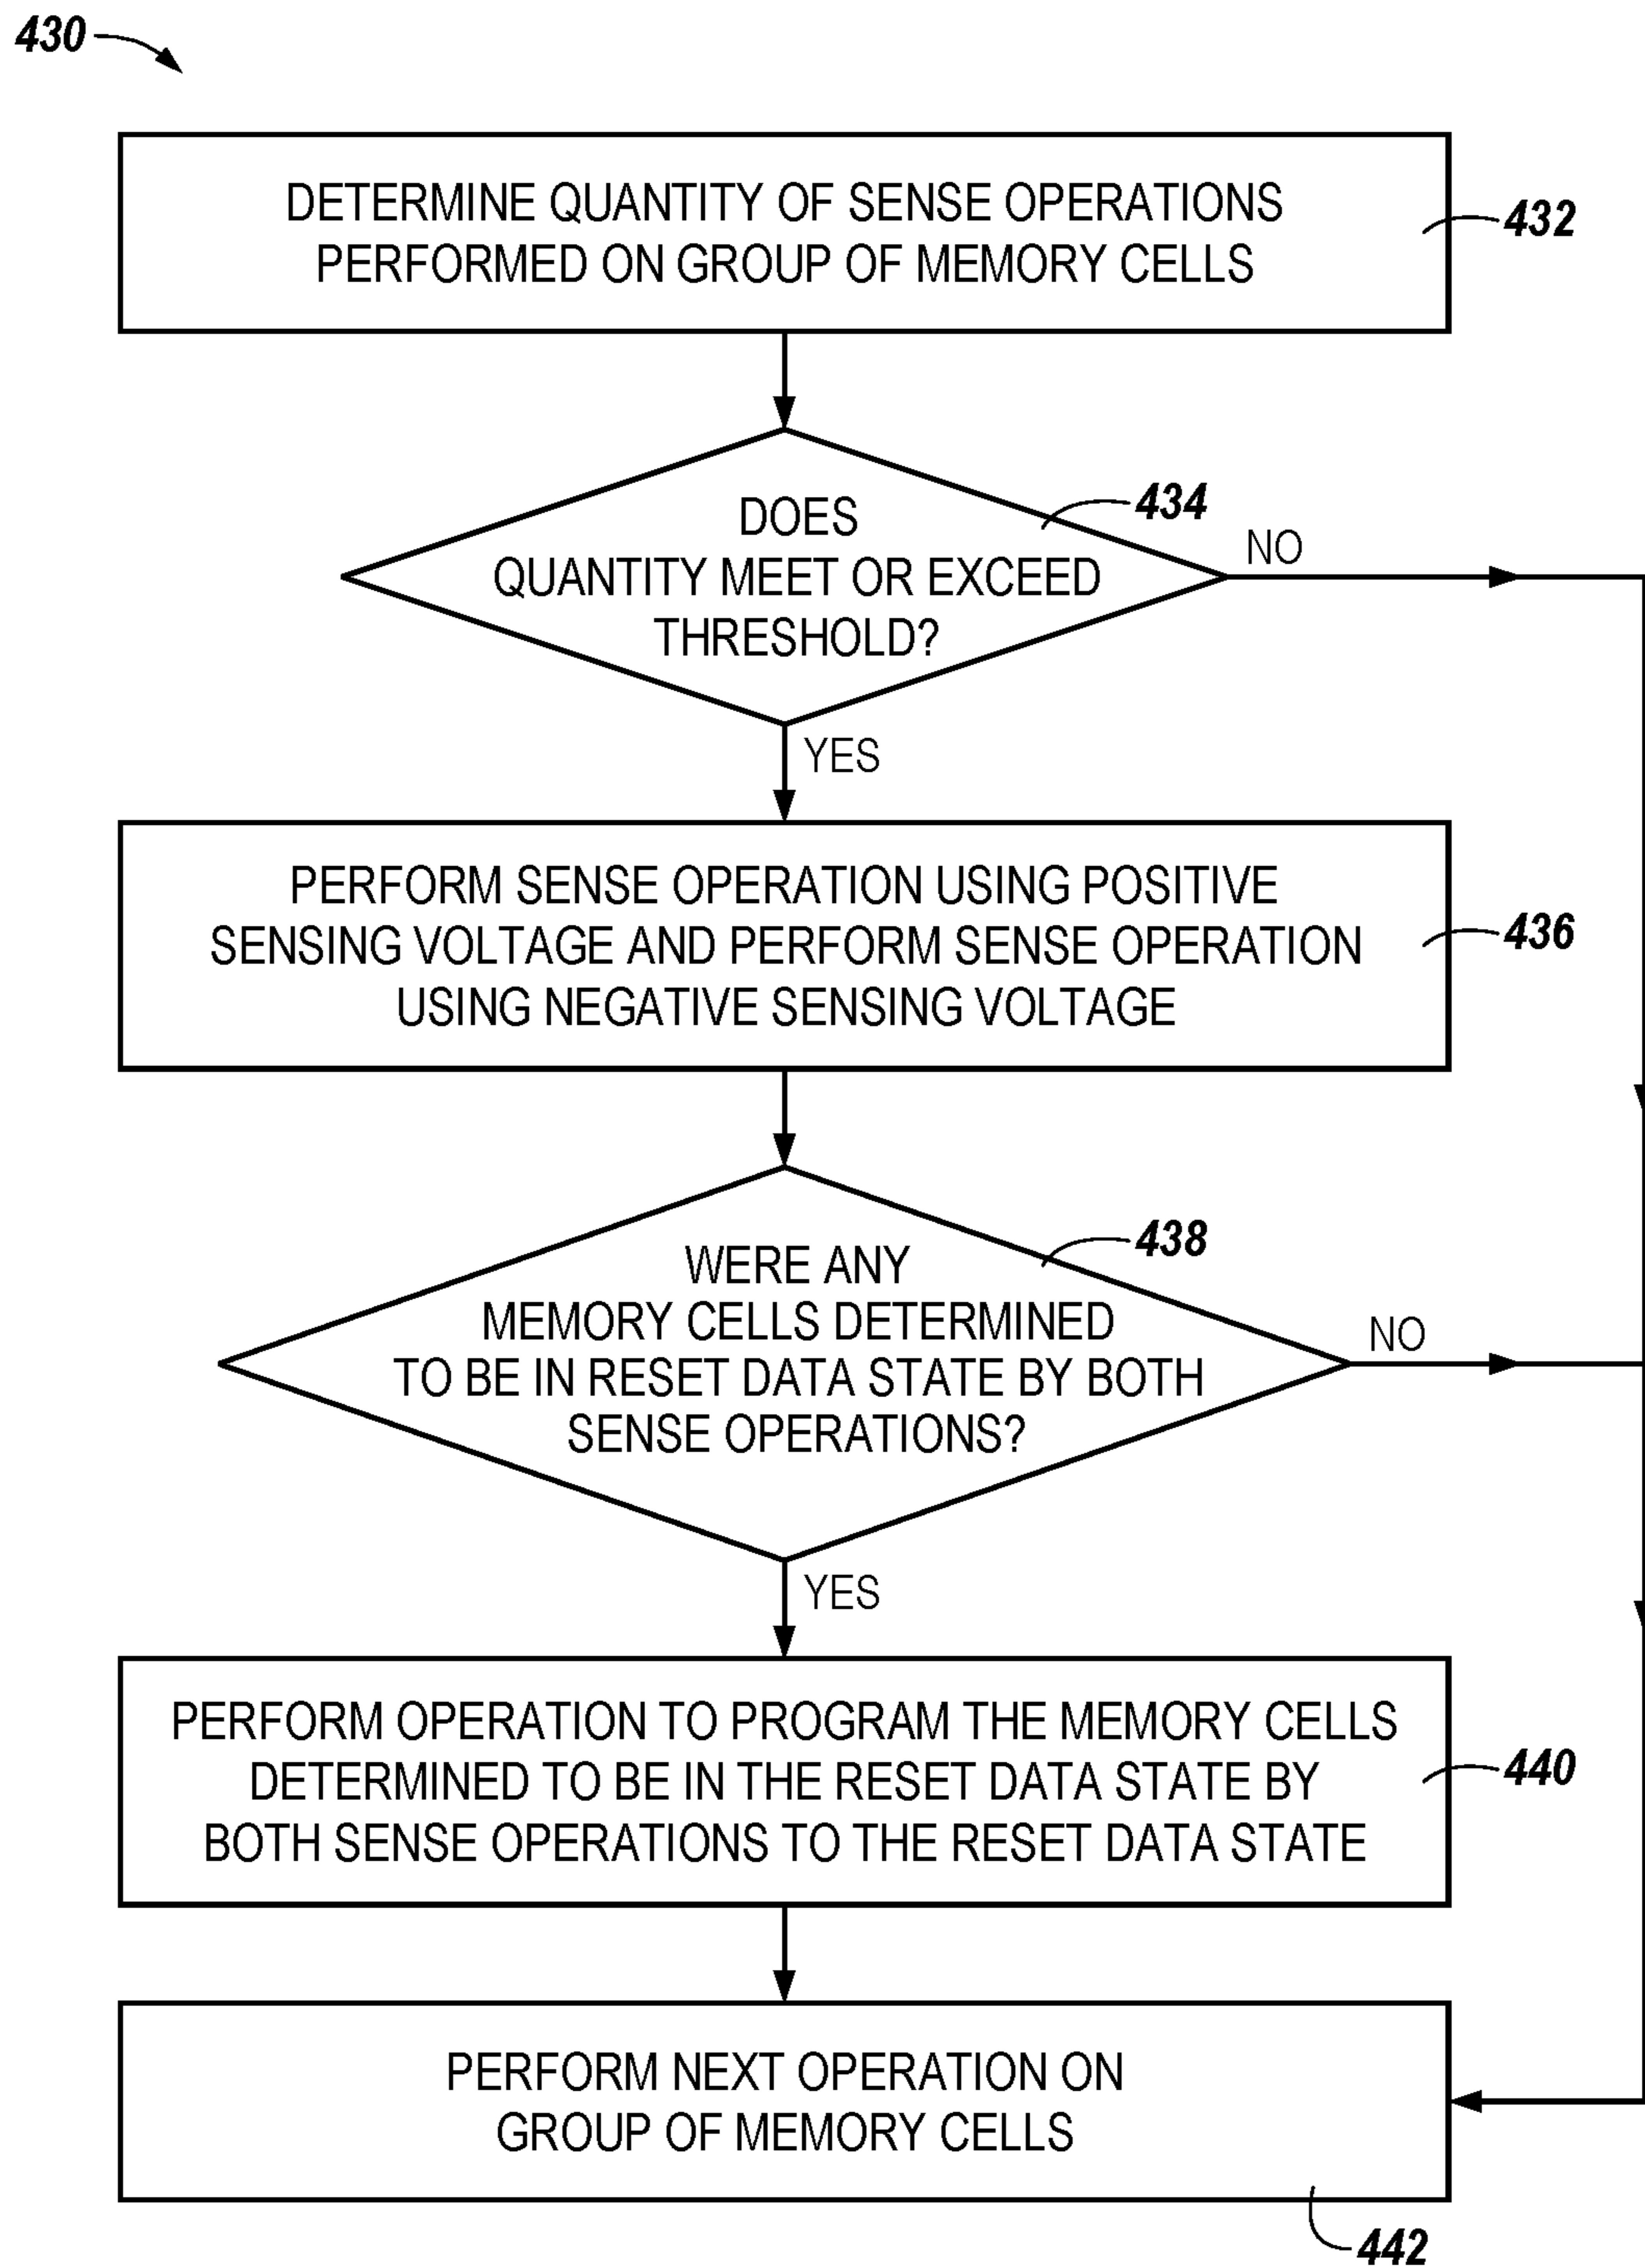 430
DETERMINE QUANTITY OF SENSE OPERATIONS
PERFORMED ON GROUP OF MEMORY CELLS
432
DOES
QUANTITY MEET OR EXCEED
THRESHOLD?
434
NO
YES
PERFORM SENSE OPERATION USING POSITIVE
SENSING VOLTAGE AND PERFORM SENSE OPERATION
USING NEGATIVE SENSING VOLTAGE
436
WERE ANY
MEMORY CELLS DETERMINED
TO BE IN RESET DATA STATE BY BOTH
SENSE OPERATIONS?
438
NO
YES
PERFORM OPERATION TO PROGRAM THE MEMORY CELLS
DETERMINED TO BE IN THE RESET DATA STATE BY
BOTH SENSE OPERATIONS TO THE RESET DATA STATE
440
PERFORM NEXT OPERATION ON
GROUP OF MEMORY CELLS
442